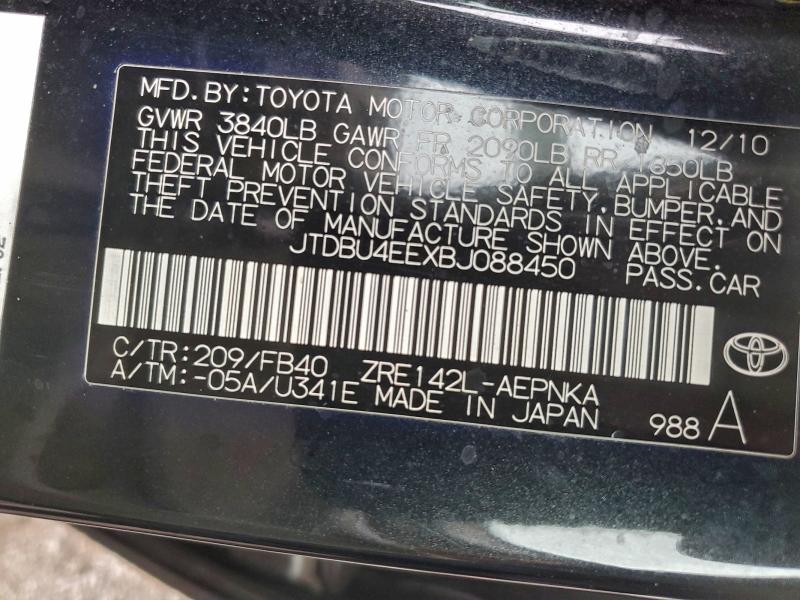 MFD. BY: TOYOTA MOTOR CORPORATION 12/10
GVWR 3840LB GAWR FR 2090LB RR 1850LB
THIS VEHICLE CONFORMS TO ALL APPLICABLE
FEDERAL MOTOR VEHICLE SAFETY, BUMPER, AND
THEFT PREVENTION STANDARDS IN EFFECT ON
THE DATE OF MANUFACTURE SHOWN ABOVE.
JTDBU4EEXBJ088450 PASS. CAR
C/TR: 209/FB40 ZRE142L-AEPNKA
A/TM: -05A/U341E MADE IN JAPAN 988 A